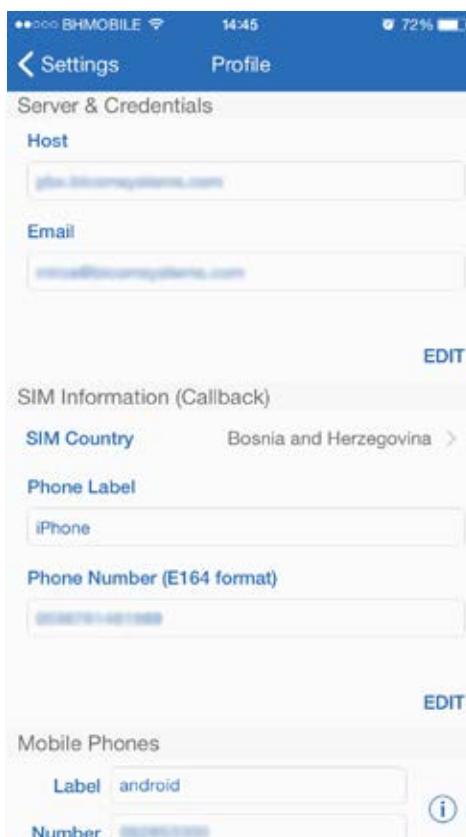 BHMOBILE 14:45 72%
Settings Profile
Server & Credentials
Host
Email
EDIT
SIM Information (Callback)
SIM Country Bosnia and Herzegovina
Phone Label
iPhone
Phone Number (E164 format)
EDIT
Mobile Phones
Label android
Number